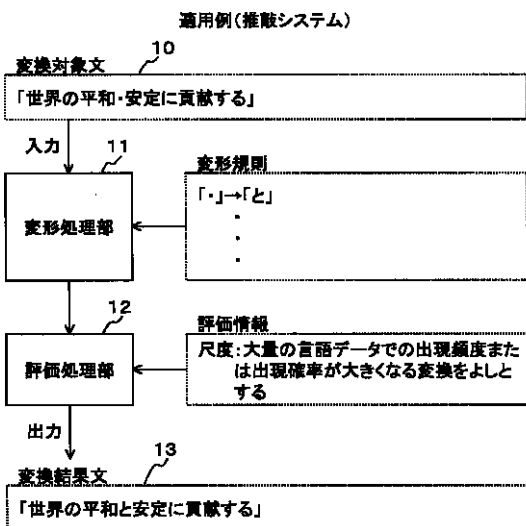 適用例(推敲システム)
10
変換対象文
「世界の平和・安定に貢献する」
入力
11
変形規則
「・」→「と」
・
・
・
変形処理部
12
評価情報
尺度:大量の言語データでの出現頻度また
は出現確率が大きくなる変換をよしと
する
評価処理部
出力
13
変換結果文
「世界の平和と安定に貢献する」